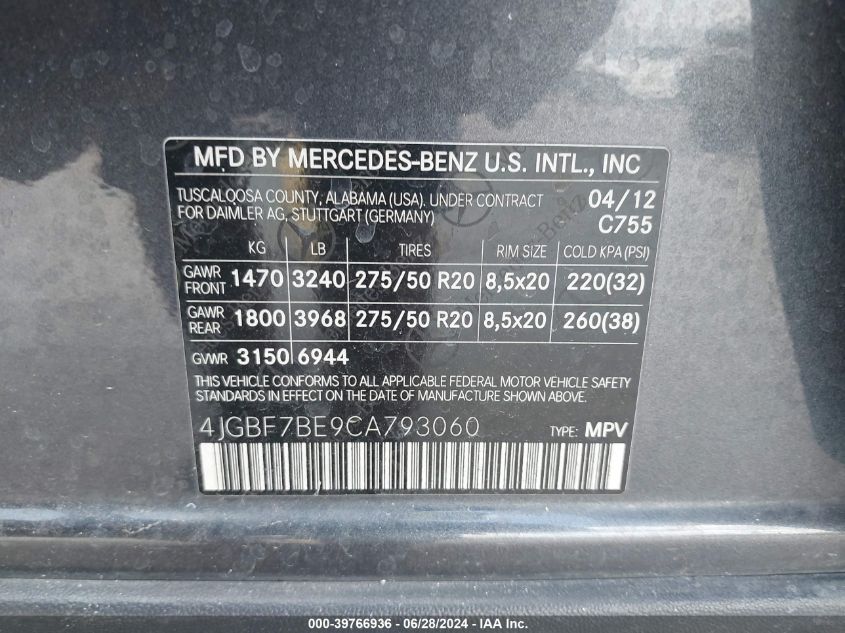 MFD BY MERCEDES-BENZ U.S. INTL., INC
TUSCALOOSA COUNTY, ALABAMA (USA). UNDER CONTRACT
FOR DAIMLER AG, STUTTGART (GERMANY)
04/12
C755
KG LB TIRES RIM SIZE COLD KPA (PSI)
GAWR FRONT 1470 3240 275/50 R20 8,5x20 220(32)
GAWR REAR 1800 3968 275/50 R20 8,5x20 260(38)
GVWR 3150 6944
THIS VEHICLE CONFORMS TO ALL APPLICABLE FEDERAL MOTOR VEHICLE SAFETY
STANDARDS IN EFFECT ON THE DATE OF MANUFACTURE SHOWN ABOVE.
4JGBF7BE9CA793060 TYPE: MPV
000-39766936 - 06/28/2024 - IAAI.com